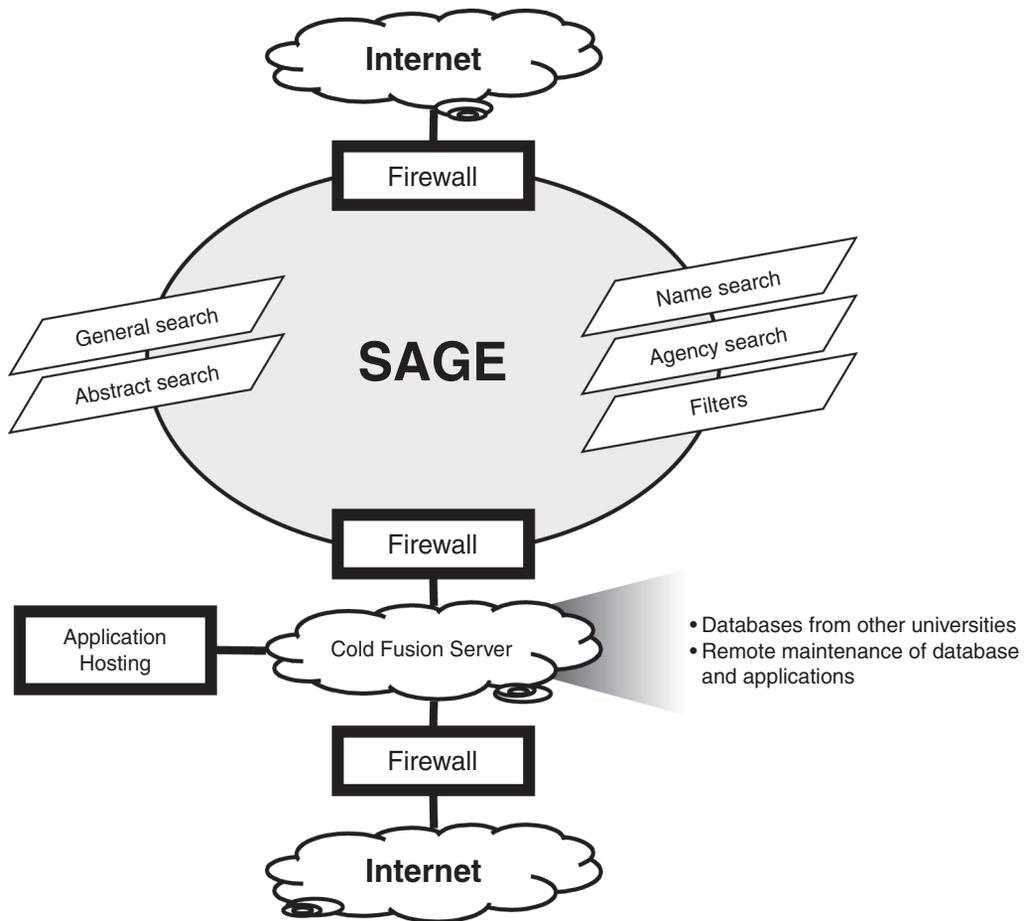 Internet
Firewall
General search
Abstract search
SAGE
Name search
Agency search
Filters
Firewall
Application
Hosting
Cold Fusion Server
• Databases from other universities
• Remote maintenance of database
and applications
Firewall
Internet